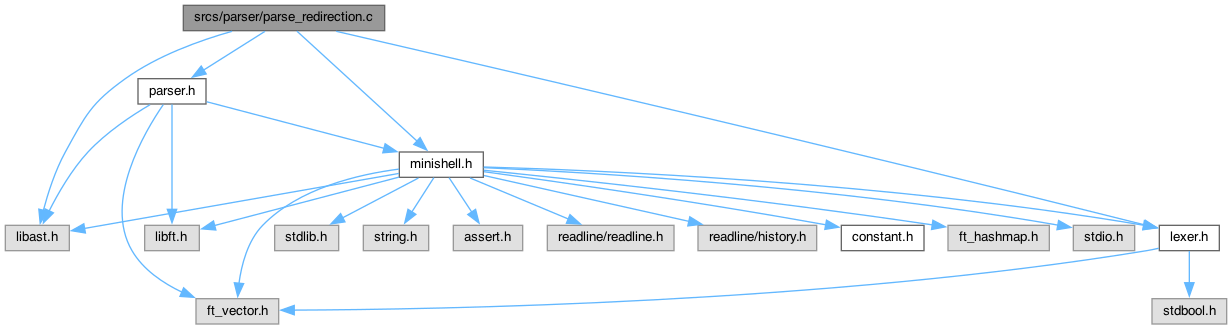 srcs/parser/parse_redirection.c
parser.h
minishell.h
libast.h
libft.h
stdlib.h
string.h
assert.h
readline/readline.h
readline/history.h
constant.h
ft_hashmap.h
stdio.h
lexer.h
ft_vector.h
stdbool.h